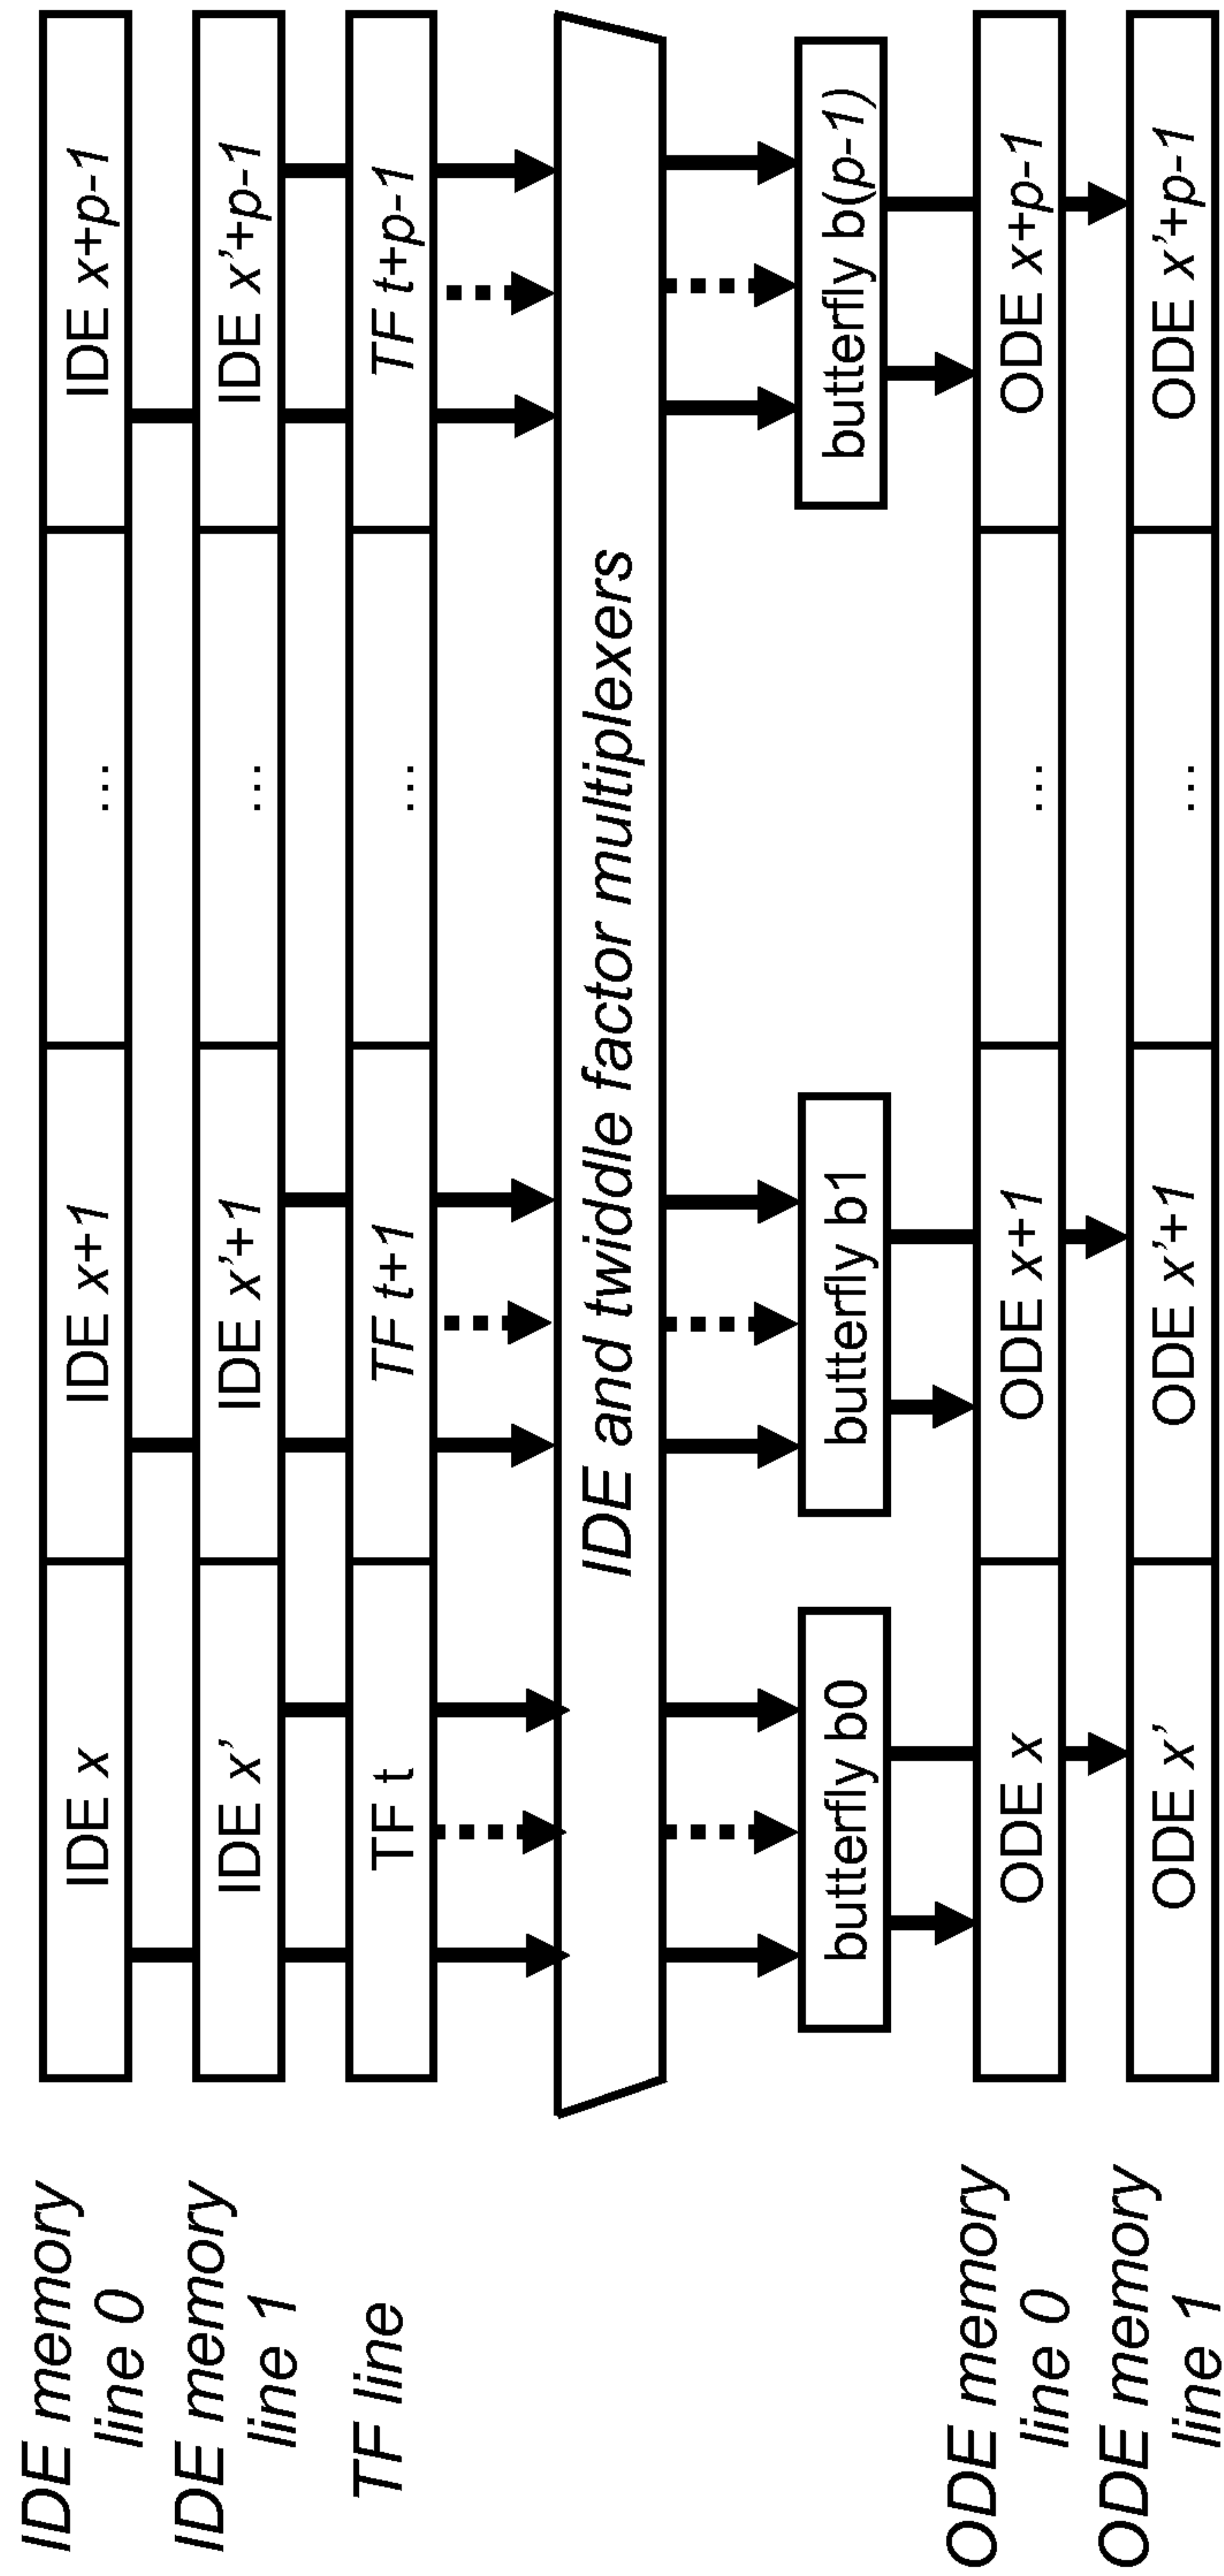 IDE memory
line 0
IDE x
IDE x+1
...
IDE x+p-1
IDE memory
line 1
IDE x'
IDE x'+1
...
IDE x'+p-1
TF line
TF t
TF t+1
...
TF t+p-1
IDE and twiddle factor multiplexers
butterfly b0
butterfly b1
butterfly b(p-1)
ODE memory
line 0
ODE x
ODE x+1
...
ODE x+p-1
ODE memory
line 1
ODE x'
ODE x'+1
...
ODE x'+p-1